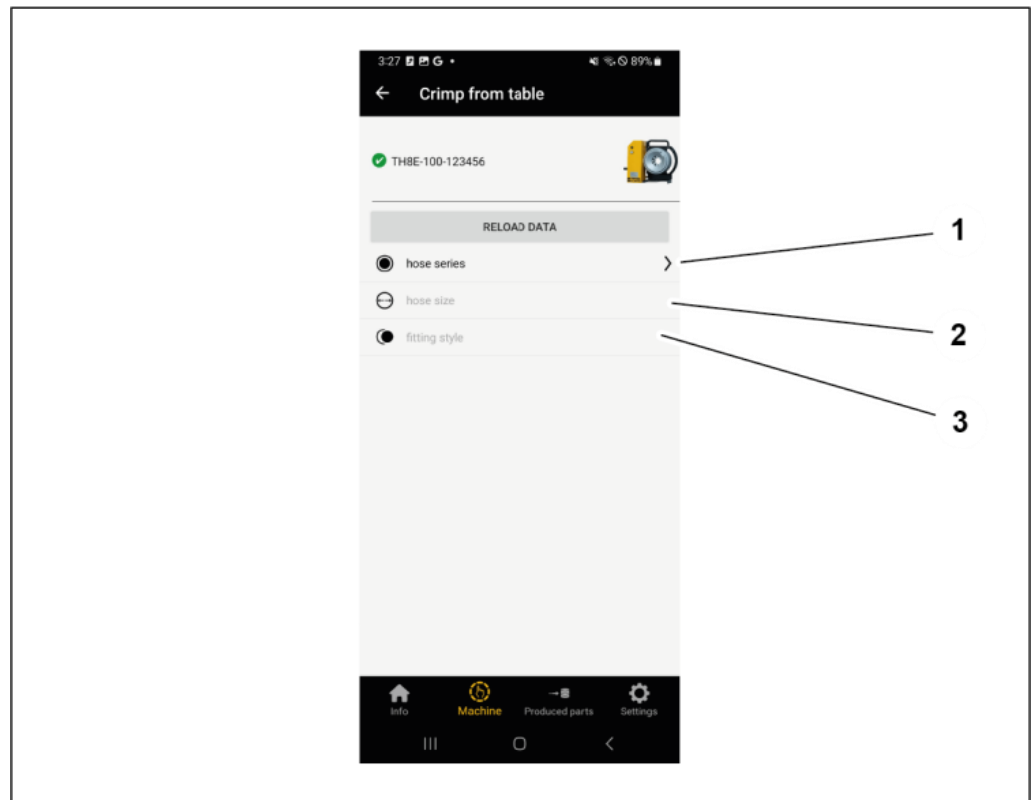 3:27 G • 89%
Crimp from table
TH8E-100-123456
RELOAD DATA
1
hose series
hose size
2
fitting style
3
Info Machine Produced parts Settings